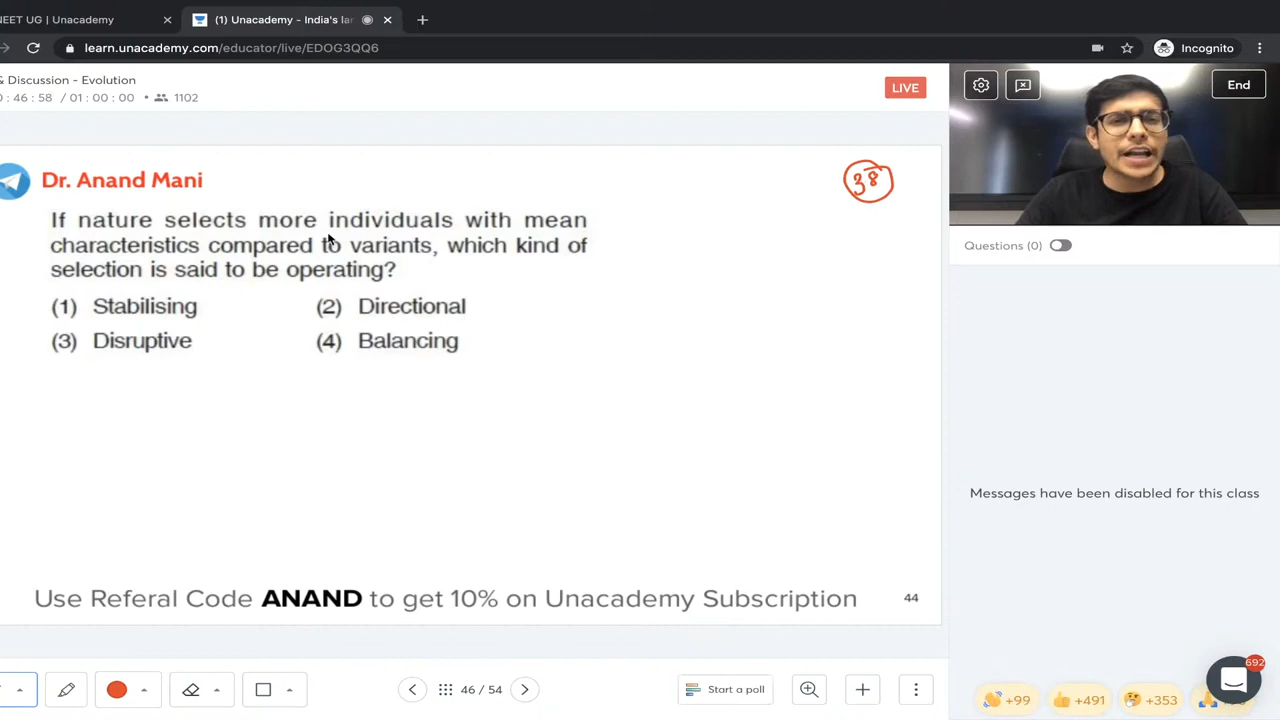 NEET UG | Unacademy
(1) Unacademy - India's lar
learn.unacademy.com/educator/live/EDOG3QQ6
Incognito
& Discussion - Evolution
0 : 46 : 58 / 01 : 00 : 00 • 1102
LIVE
End
Dr. Anand Mani
38
If nature selects more individuals with mean
characteristics compared to variants, which kind of
selection is said to be operating?
(1) Stabilising
(2) Directional
(3) Disruptive
(4) Balancing
Questions (0)
Messages have been disabled for this class
Use Referal Code ANAND to get 10% on Unacademy Subscription
44
46 / 54
Start a poll
692
+99
+491
+353